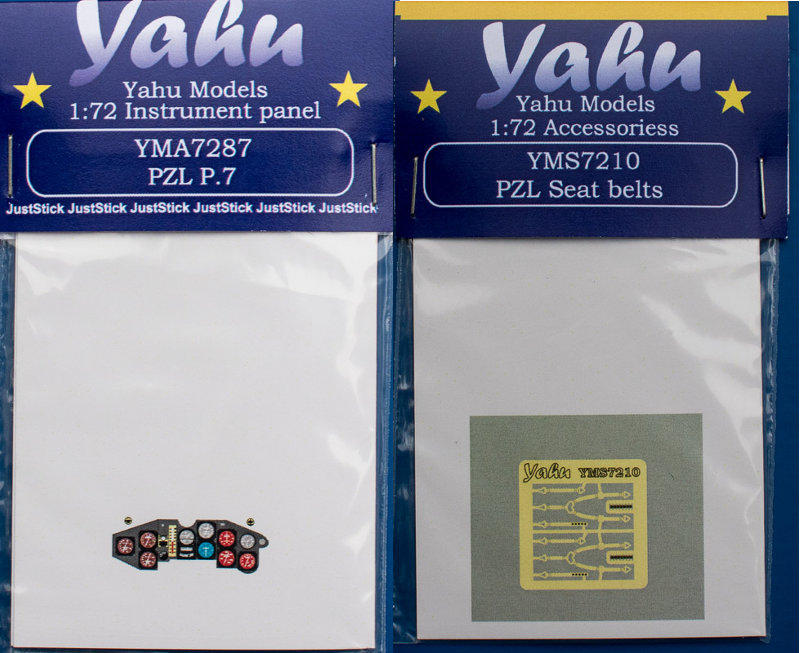 Yahu
Yahu Models
1:72 Instrument panel
YMA7287
PZL P.7
JustStick JustStick JustStick JustStick JustStick JustStick
Yahu
Yahu Models
1:72 Accessoriess
YMS7210
PZL Seat belts
Yahu YMS7210